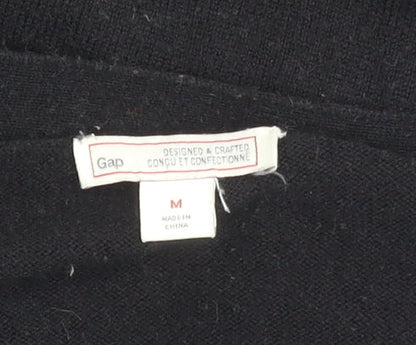 Gap
DESIGNED & CRAFTED
CONÇU ET CONFECTIONNÉ
M
MADE IN
CHINA